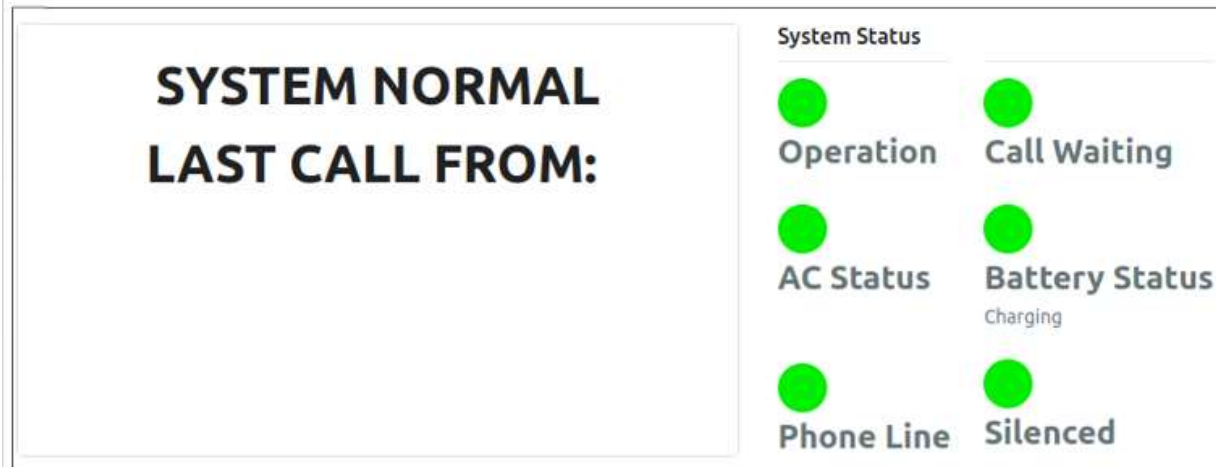 SYSTEM NORMAL
LAST CALL FROM:
System Status
Operation
Call Waiting
AC Status
Battery Status
Charging
Phone Line
Silenced